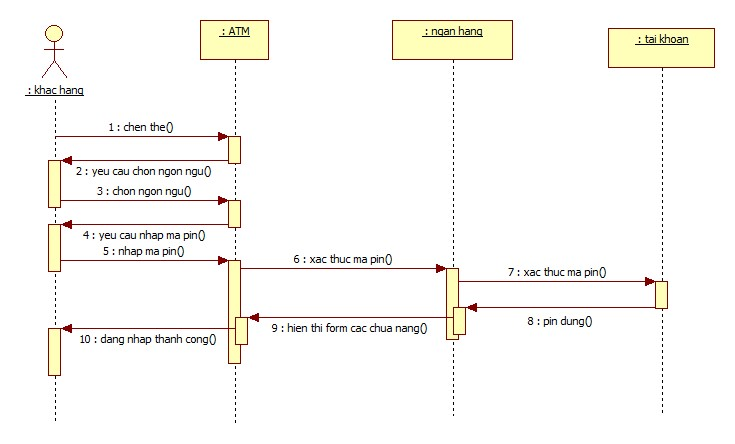 : ATM
: ngan hang
: tai khoan
: khac hang
1 : chen the()
2 : yeu cau chon ngon ngu()
3 : chon ngon ngu()
4 : yeu cau nhap ma pin()
5 : nhap ma pin()
6 : xac thuc ma pin()
7 : xac thuc ma pin()
8 : pin dung()
9 : hien thi form cac chua nang()
10 : dang nhap thanh cong()